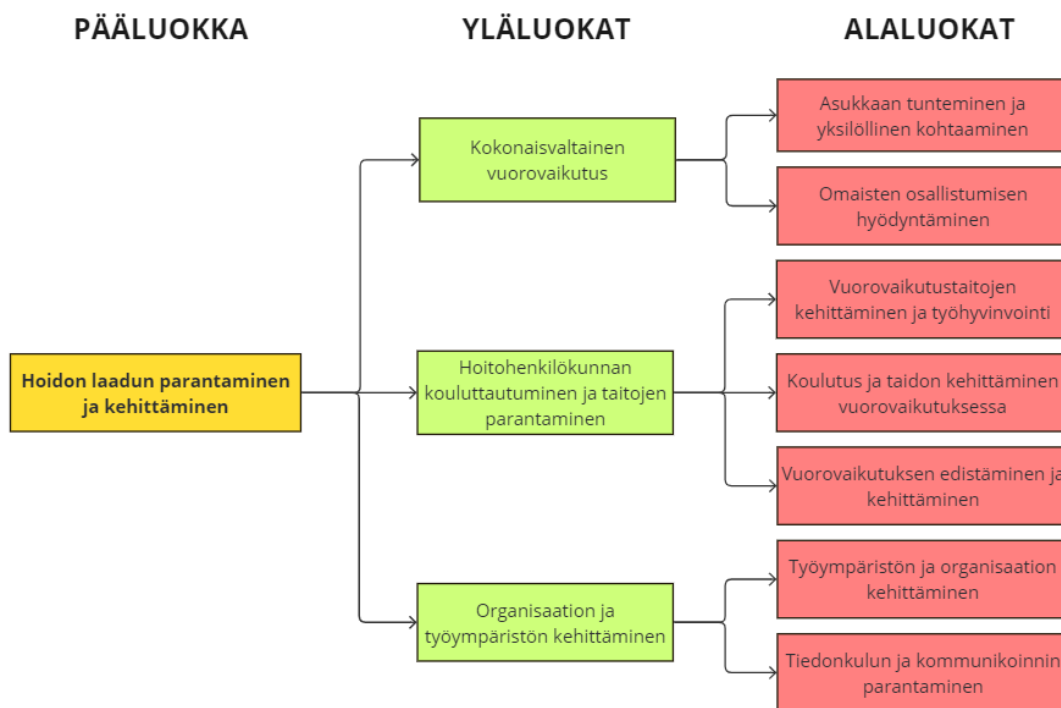 PÄÄLUOKKA
YLÄLUOKAT
ALALUOKAT
Hoidon laadun parantaminen
ja kehittäminen
Kokonaisvaltainen
vuorovaikutus
Hoitohenkilökunnan
kouluttautuminen ja taitojen
parantaminen
Organisaation ja
työympäristön kehittäminen
Asukkaan tunteminen ja
yksilöllinen kohtaaminen
Omaisten osallistumisen
hyödyntäminen
Vuorovaikutustaitojen
kehittäminen ja työhyvinvointi
Koulutus ja taidon kehittäminen
vuorovaikutuksessa
Vuorovaikutuksen edistäminen ja
kehittäminen
Työympäristön ja organisaation
kehittäminen
Tiedonkulun ja kommunikoinnin
parantaminen